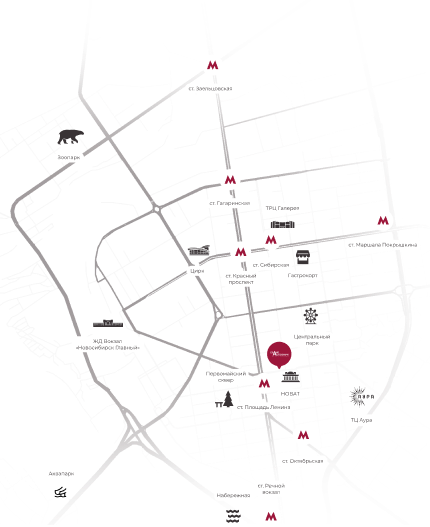 ст. Заельцовская
Зоопарк
ст. Гагаринская
ТРЦ Галерея
ст. Маршала Покрышкина
Цирк
ст. Сибирская
ст. Красный
проспект
Гастрокорт
ЖД Вокзал
«Новосибирск Главный»
Центральный
парк
Первомайский
сквер
НОВАТ
АУРА
ст. Площадь Ленина
ТЦ Аура
ст. Октябрьская
Аквапарк
ст. Речной
вокзал
Набережная